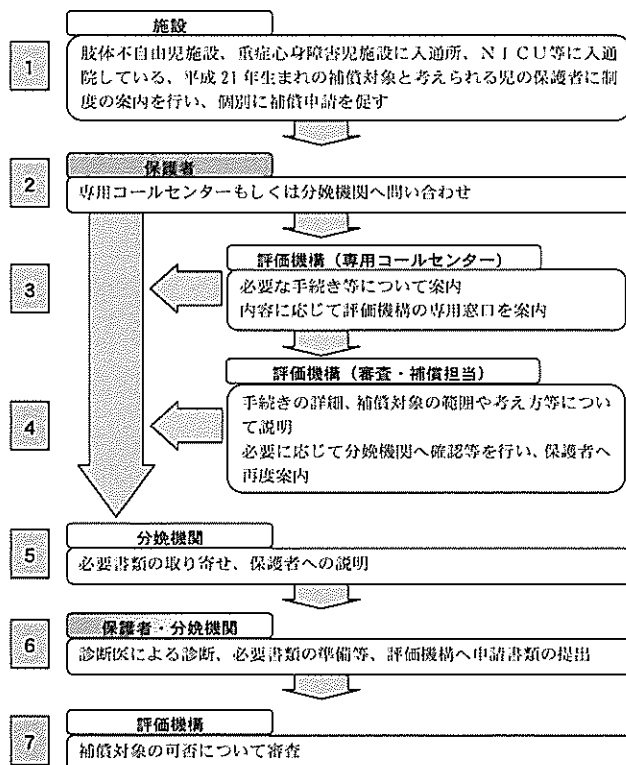 施設
1
肢体不自由児施設、重症心身障害児施設に入通所、NICU等に入通
院している、平成21年生まれの補償対象と考えられる児の保護者に制
度の案内を行い、個別に補償申請を促す
保護者
2
専用コールセンターもしくは分娩機関へ問い合わせ
評価機構（専用コールセンター）
3
必要な手続き等について案内
内容に応じて評価機構の専用窓口を案内
評価機構（審査・補償担当）
4
手続きの詳細、補償対象の範囲や考え方等につい
て説明
必要に応じて分娩機関へ確認等を行い、保護者へ
再度案内
分娩機関
5
必要書類の取り寄せ、保護者への説明
保護者・分娩機関
6
診断医による診断、必要書類の準備等、評価機構へ申請書類の提出
評価機構
7
補償対象の可否について審査